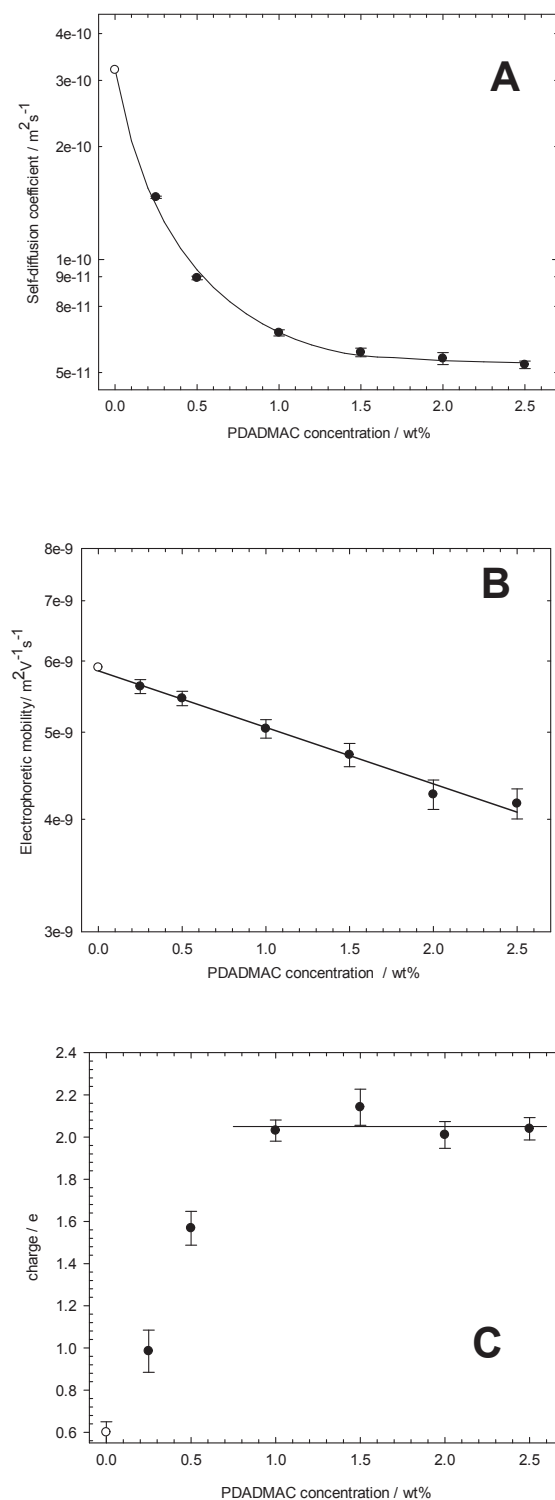 A
4e-10
3e-10
2e-10
1e-10
9e-11
8e-11
5e-11
Self-diffusion coefficient / m²s⁻¹
0.0 0.5 1.0 1.5 2.0 2.5
PDADMAC concentration / wt%
B
8e-9
7e-9
6e-9
5e-9
4e-9
3e-9
Electrophoretic mobility/ m²V⁻¹s⁻¹
0.0 0.5 1.0 1.5 2.0 2.5
PDADMAC concentration / wt%
2.4
2.2
2.0
1.8
1.6
1.4
1.2
1.0
0.8
0.6
charge / e
C
0.0 0.5 1.0 1.5 2.0 2.5
PDADMAC concentration / wt%